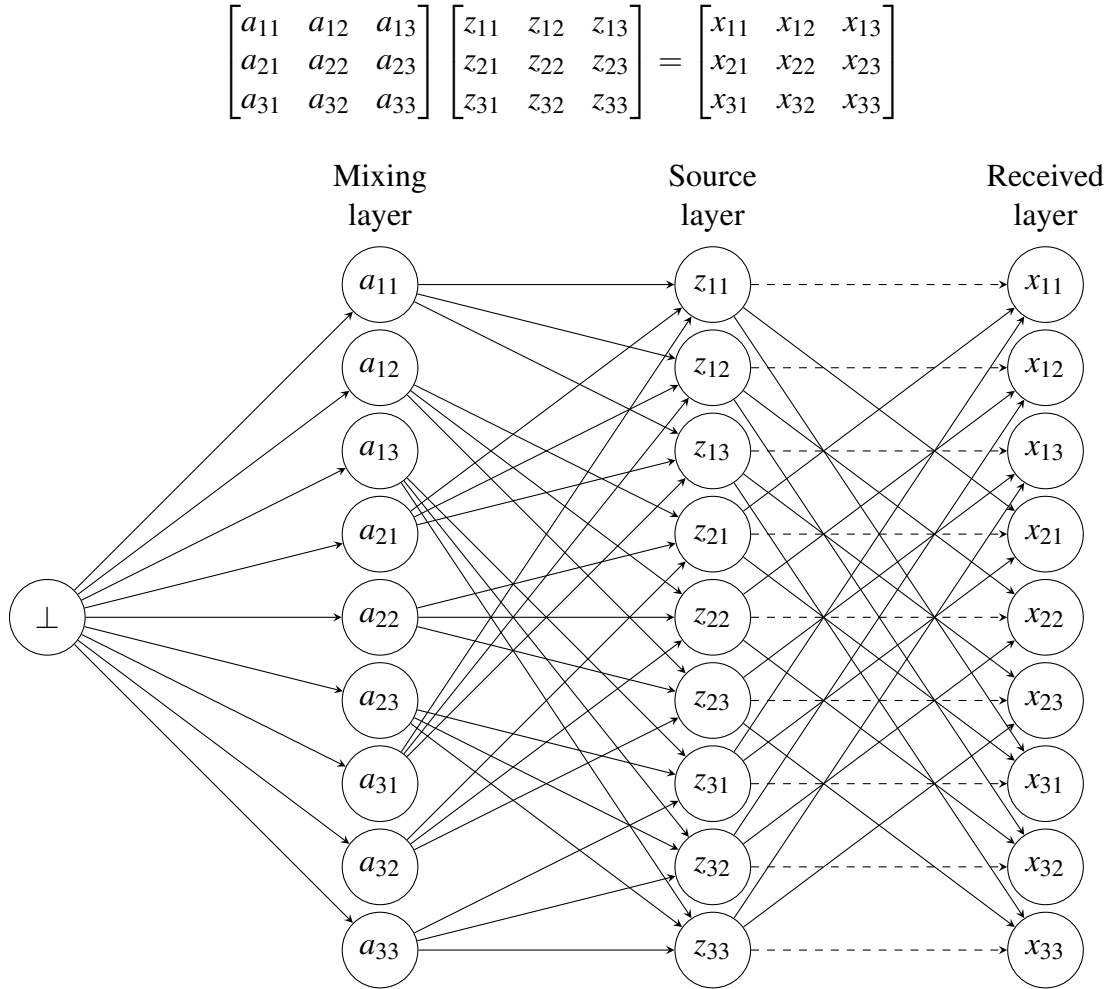 a11 a12 a13 z11 z12 z13 x11 x12 x13
a21 a22 a23 z21 z22 z23 = x21 x22 x23
a31 a32 a33 z31 z32 z33 x31 x32 x33
Mixing Source Received
layer layer layer
a11 z11 x11
a12 z12 x12
a13 z13 x13
a21 z21 x21
⊥ a22 z22 x22
a23 z23 x23
a31 z31 x31
a32 z32 x32
a33 z33 x33